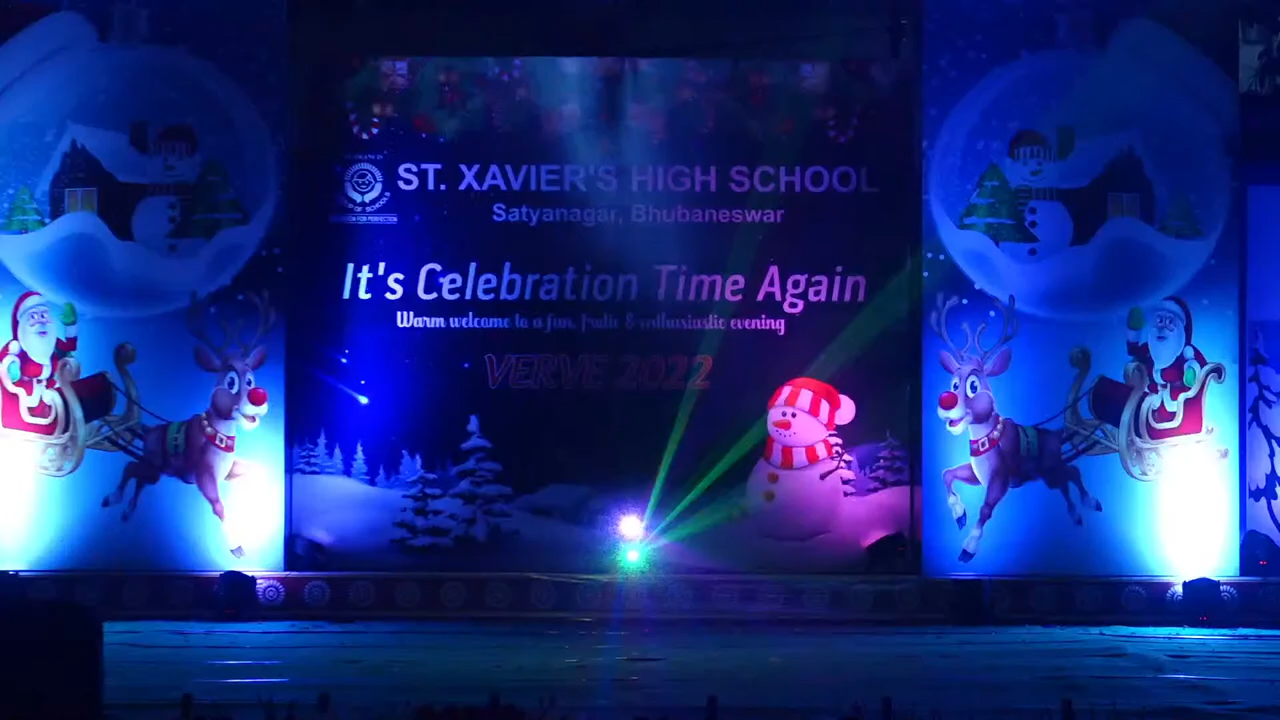 ST. XAVIER'S HIGH SCHOOL
Satyanagar, Bhubaneswar
It's Celebration Time Again
Warm welcome to a fun, frolic & enthusiastic evening
VERVE 2022